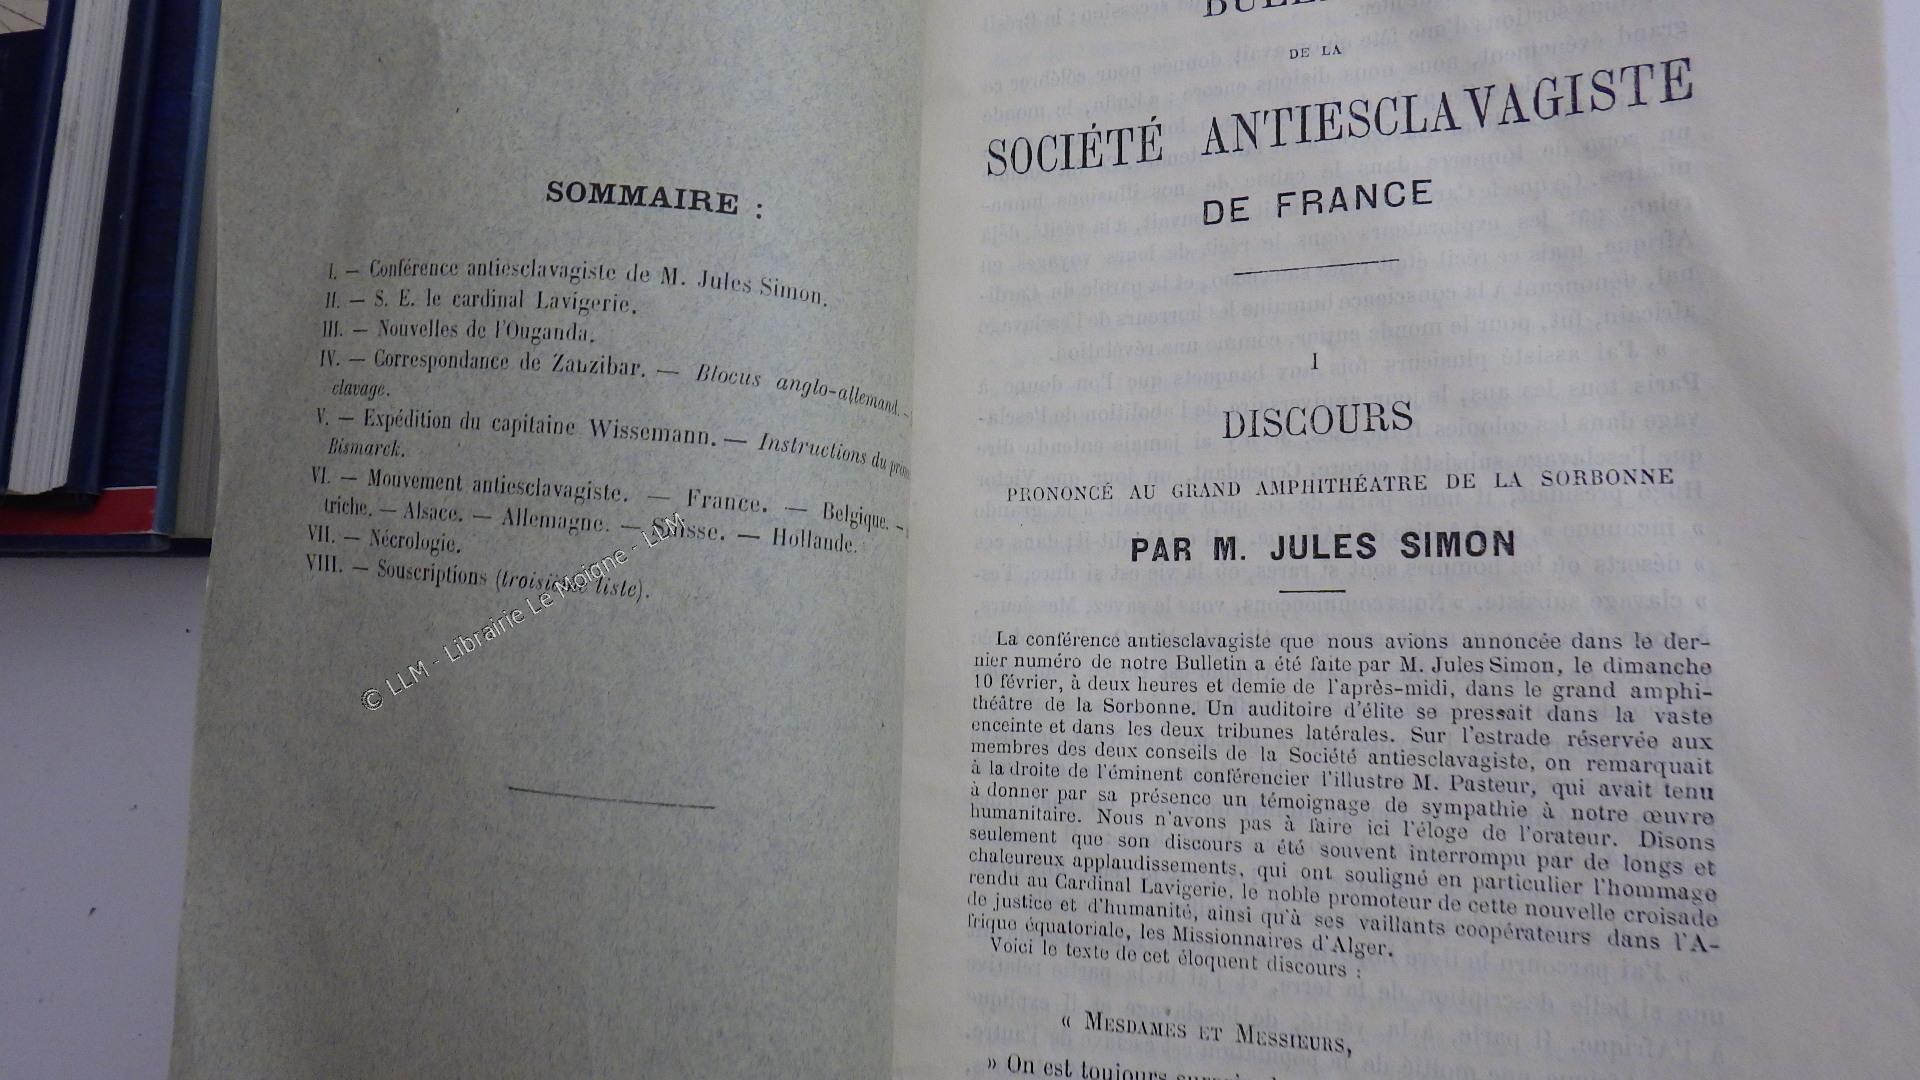 SOMMAIRE :
I. — Conférence antiesclavagiste de M. Jules Simon.
II. — S. E. le cardinal Lavigerie.
III. — Nouvelles de l'Ouganda.
IV. — Correspondance de Zanzibar. — Blocus anglo-allemand. -
clavage.
V. — Expédition du capitaine Wissemann. — Instructions du
Bismarck.
VI. — Mouvement antiesclavagiste. — France. — Belgique. -
triche. — Alsace. — Allemagne. — Suisse. — Hollande.
VII. — Nécrologie.
VIII. — Souscriptions (troisième liste).
© LLM - Librairie Le Moigne - LLM
DE LA
SOCIÉTÉ ANTIESCLAVAGISTE
DE FRANCE
I
DISCOURS
PRONONCÉ AU GRAND AMPHITHÉATRE DE LA SORBONNE
PAR M. JULES SIMON
La conférence antiesclavagiste que nous avions annoncée dans le der-
nier numéro de notre Bulletin a été faite par M. Jules Simon, le dimanche
10 février, à deux heures et demie de l'après-midi, dans le grand amphi-
théâtre de la Sorbonne. Un auditoire d'élite se pressait dans la vaste
enceinte et dans les deux tribunes latérales. Sur l'estrade réservée aux
membres des deux conseils de la Société antiesclavagiste, on remarquait
à la droite de l'éminent conférencier l'illustre M. Pasteur, qui avait tenu
à donner par sa présence un témoignage de sympathie à notre œuvre
humanitaire. Nous n'avons pas à faire ici l'éloge de l'orateur. Disons
seulement que son discours a été souvent interrompu par de longs et
chaleureux applaudissements, qui ont souligné en particulier l'hommage
rendu au Cardinal Lavigerie, le noble promoteur de cette nouvelle croisade
de justice et d'humanité, ainsi qu'à ses vaillants coopérateurs dans l'A-
frique équatoriale, les Missionnaires d'Alger.
Voici le texte de cet éloquent discours :
« MESDAMES ET MESSIEURS,
» On est toujours